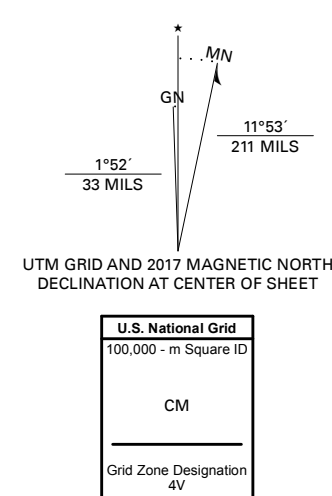 ★
MN
GN
11°53´
211 MILS
1°52´
33 MILS
UTM GRID AND 2017 MAGNETIC NORTH
DECLINATION AT CENTER OF SHEET
U.S. National Grid
100,000 - m Square ID
CM
Grid Zone Designation
4V